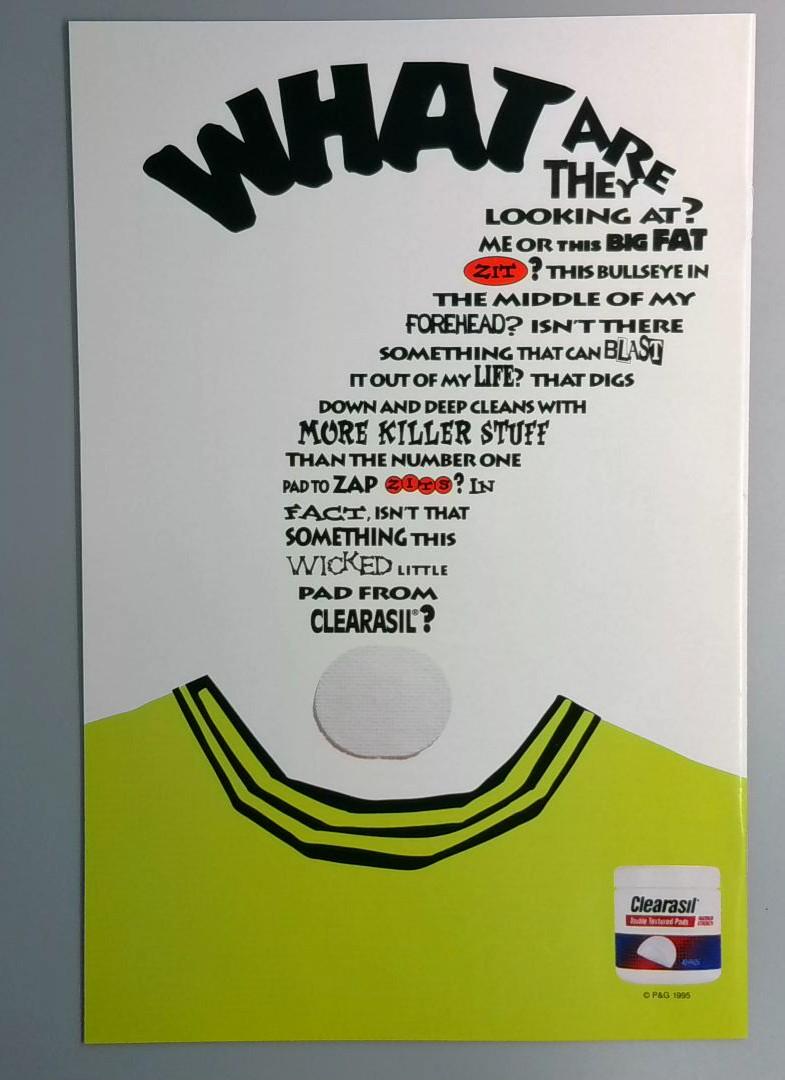 WHAT ARE
THEY
LOOKING AT?
ME OR THIS BIG FAT
ZIT? THIS BULLSEYE IN
THE MIDDLE OF MY
FOREHEAD? ISN'T THERE
SOMETHING THAT CAN BLAST
IT OUT OF MY LIFE? THAT DIGS
DOWN AND DEEP CLEANS WITH
MORE KILLER STUFF
THAN THE NUMBER ONE
PAD TO ZAP ZITS? IN
FACT, ISN'T THAT
SOMETHING THIS
WICKED LITTLE
PAD FROM
CLEARASIL®?
Clearasil
Double Textured Pads
MAXIMUM
STRENGTH
© P&G 1995